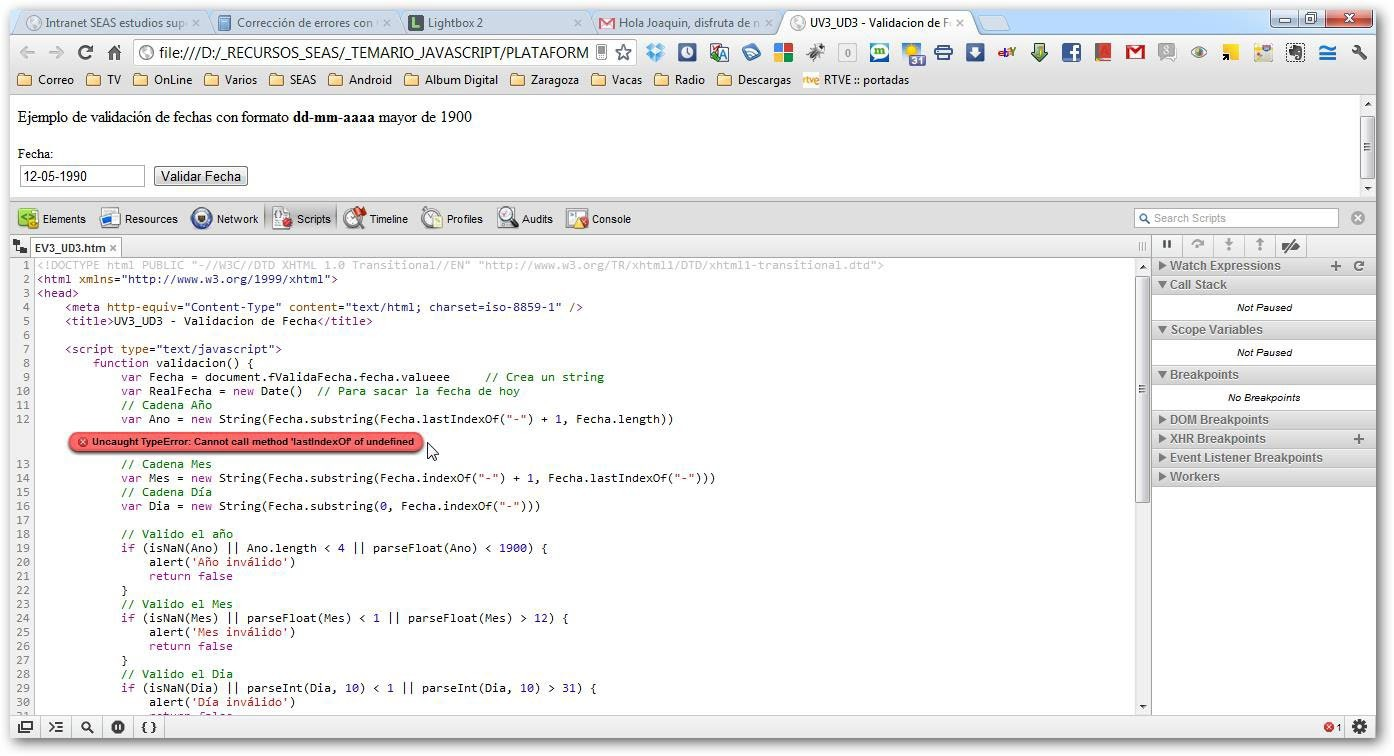 Intranet SEAS estudios sup
Corrección de errores con
Lightbox 2
Hola Joaquin, disfruta de n
UV3_UD3 - Validacion de F
file:///D:/_RECURSOS_SEAS/_TEMARIO_JAVASCRIPT/PLATAFORM
Correo TV OnLine Varios SEAS Android Album Digital Zaragoza Vacas Radio Descargas RTVE :: portadas
Ejemplo de validación de fechas con formato dd-mm-aaaa mayor de 1900
Fecha:
12-05-1990 Validar Fecha
Elements Resources Network Scripts Timeline Profiles Audits Console Search Scripts
EV3_UD3.htm
1 <!DOCTYPE html PUBLIC "-//W3C//DTD XHTML 1.0 Transitional//EN" "http://www.w3.org/TR/xhtml1/DTD/xhtml1-transitional.dtd">
2 <html xmlns="http://www.w3.org/1999/xhtml">
3 <head>
4 <meta http-equiv="Content-Type" content="text/html; charset=iso-8859-1" />
5 <title>UV3_UD3 - Validacion de Fecha</title>
6
7 <script type="text/javascript">
8 function validacion() {
9 var Fecha = document.fValidaFecha.fecha.valueee // Crea un string
10 var RealFecha = new Date() // Para sacar la fecha de hoy
11 // Cadena Año
12 var Ano = new String(Fecha.substring(Fecha.lastIndexOf("-") + 1, Fecha.length))
Uncaught TypeError: Cannot call method 'lastIndexOf' of undefined
13 // Cadena Mes
14 var Mes = new String(Fecha.substring(Fecha.indexOf("-") + 1, Fecha.lastIndexOf("-")))
15 // Cadena Día
16 var Dia = new String(Fecha.substring(0, Fecha.indexOf("-")))
17
18 // Valido el año
19 if (isNaN(Ano) || Ano.length < 4 || parseFloat(Ano) < 1900) {
20 alert('Año inválido')
21 return false
22 }
23 // Valido el Mes
24 if (isNaN(Mes) || parseFloat(Mes) < 1 || parseFloat(Mes) > 12) {
25 alert('Mes inválido')
26 return false
27 }
28 // Valido el Dia
29 if (isNaN(Dia) || parseInt(Dia, 10) < 1 || parseInt(Dia, 10) > 31) {
30 alert('Día inválido')
31 return false
Watch Expressions
Call Stack
Not Paused
Scope Variables
Not Paused
Breakpoints
No Breakpoints
DOM Breakpoints
XHR Breakpoints
Event Listener Breakpoints
Workers
1